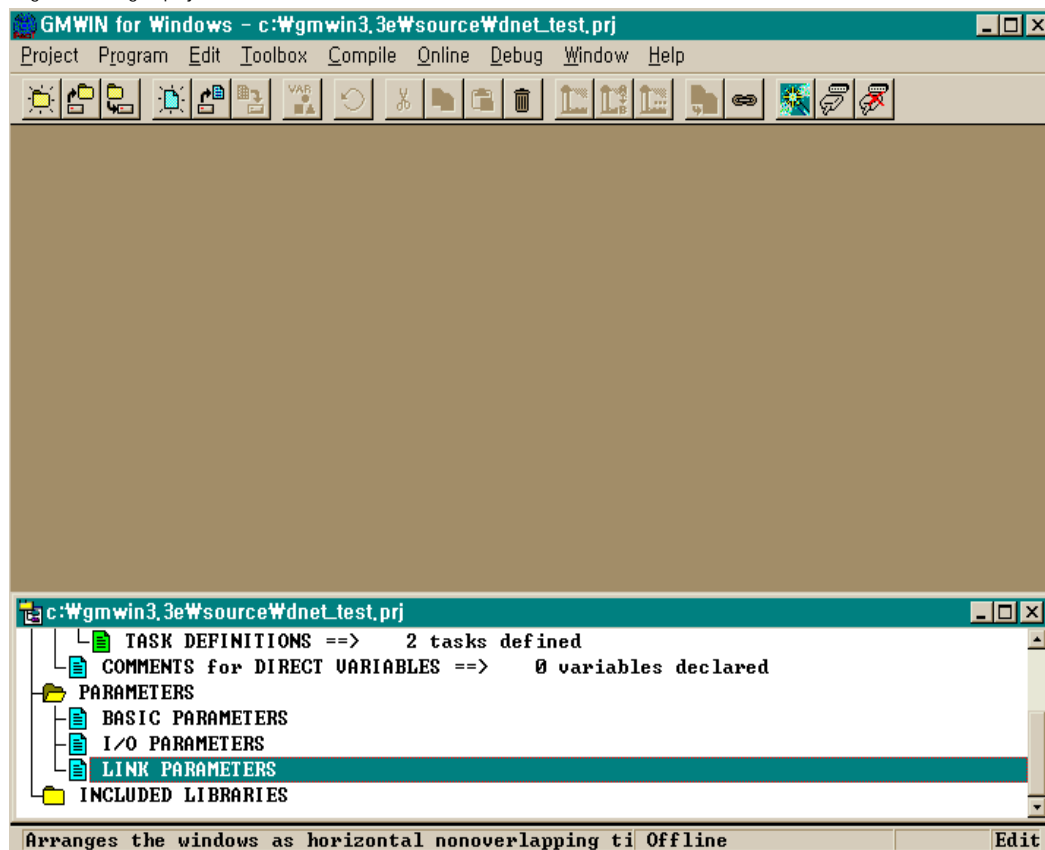 GMWIN for Windows - c:₩gmwin3,3e₩source₩dnet_test,prj
Project Program Edit Toolbox Compile Online Debug Window Help
VAR
c:₩gmwin3,3e₩source₩dnet_test,prj
TASK DEFINITIONS ==> 2 tasks defined
COMMENTS for DIRECT VARIABLES ==> 0 variables declared
PARAMETERS
BASIC PARAMETERS
I/O PARAMETERS
LINK PARAMETERS
INCLUDED LIBRARIES
Arranges the windows as horizontal nonoverlapping ti Offline Edit